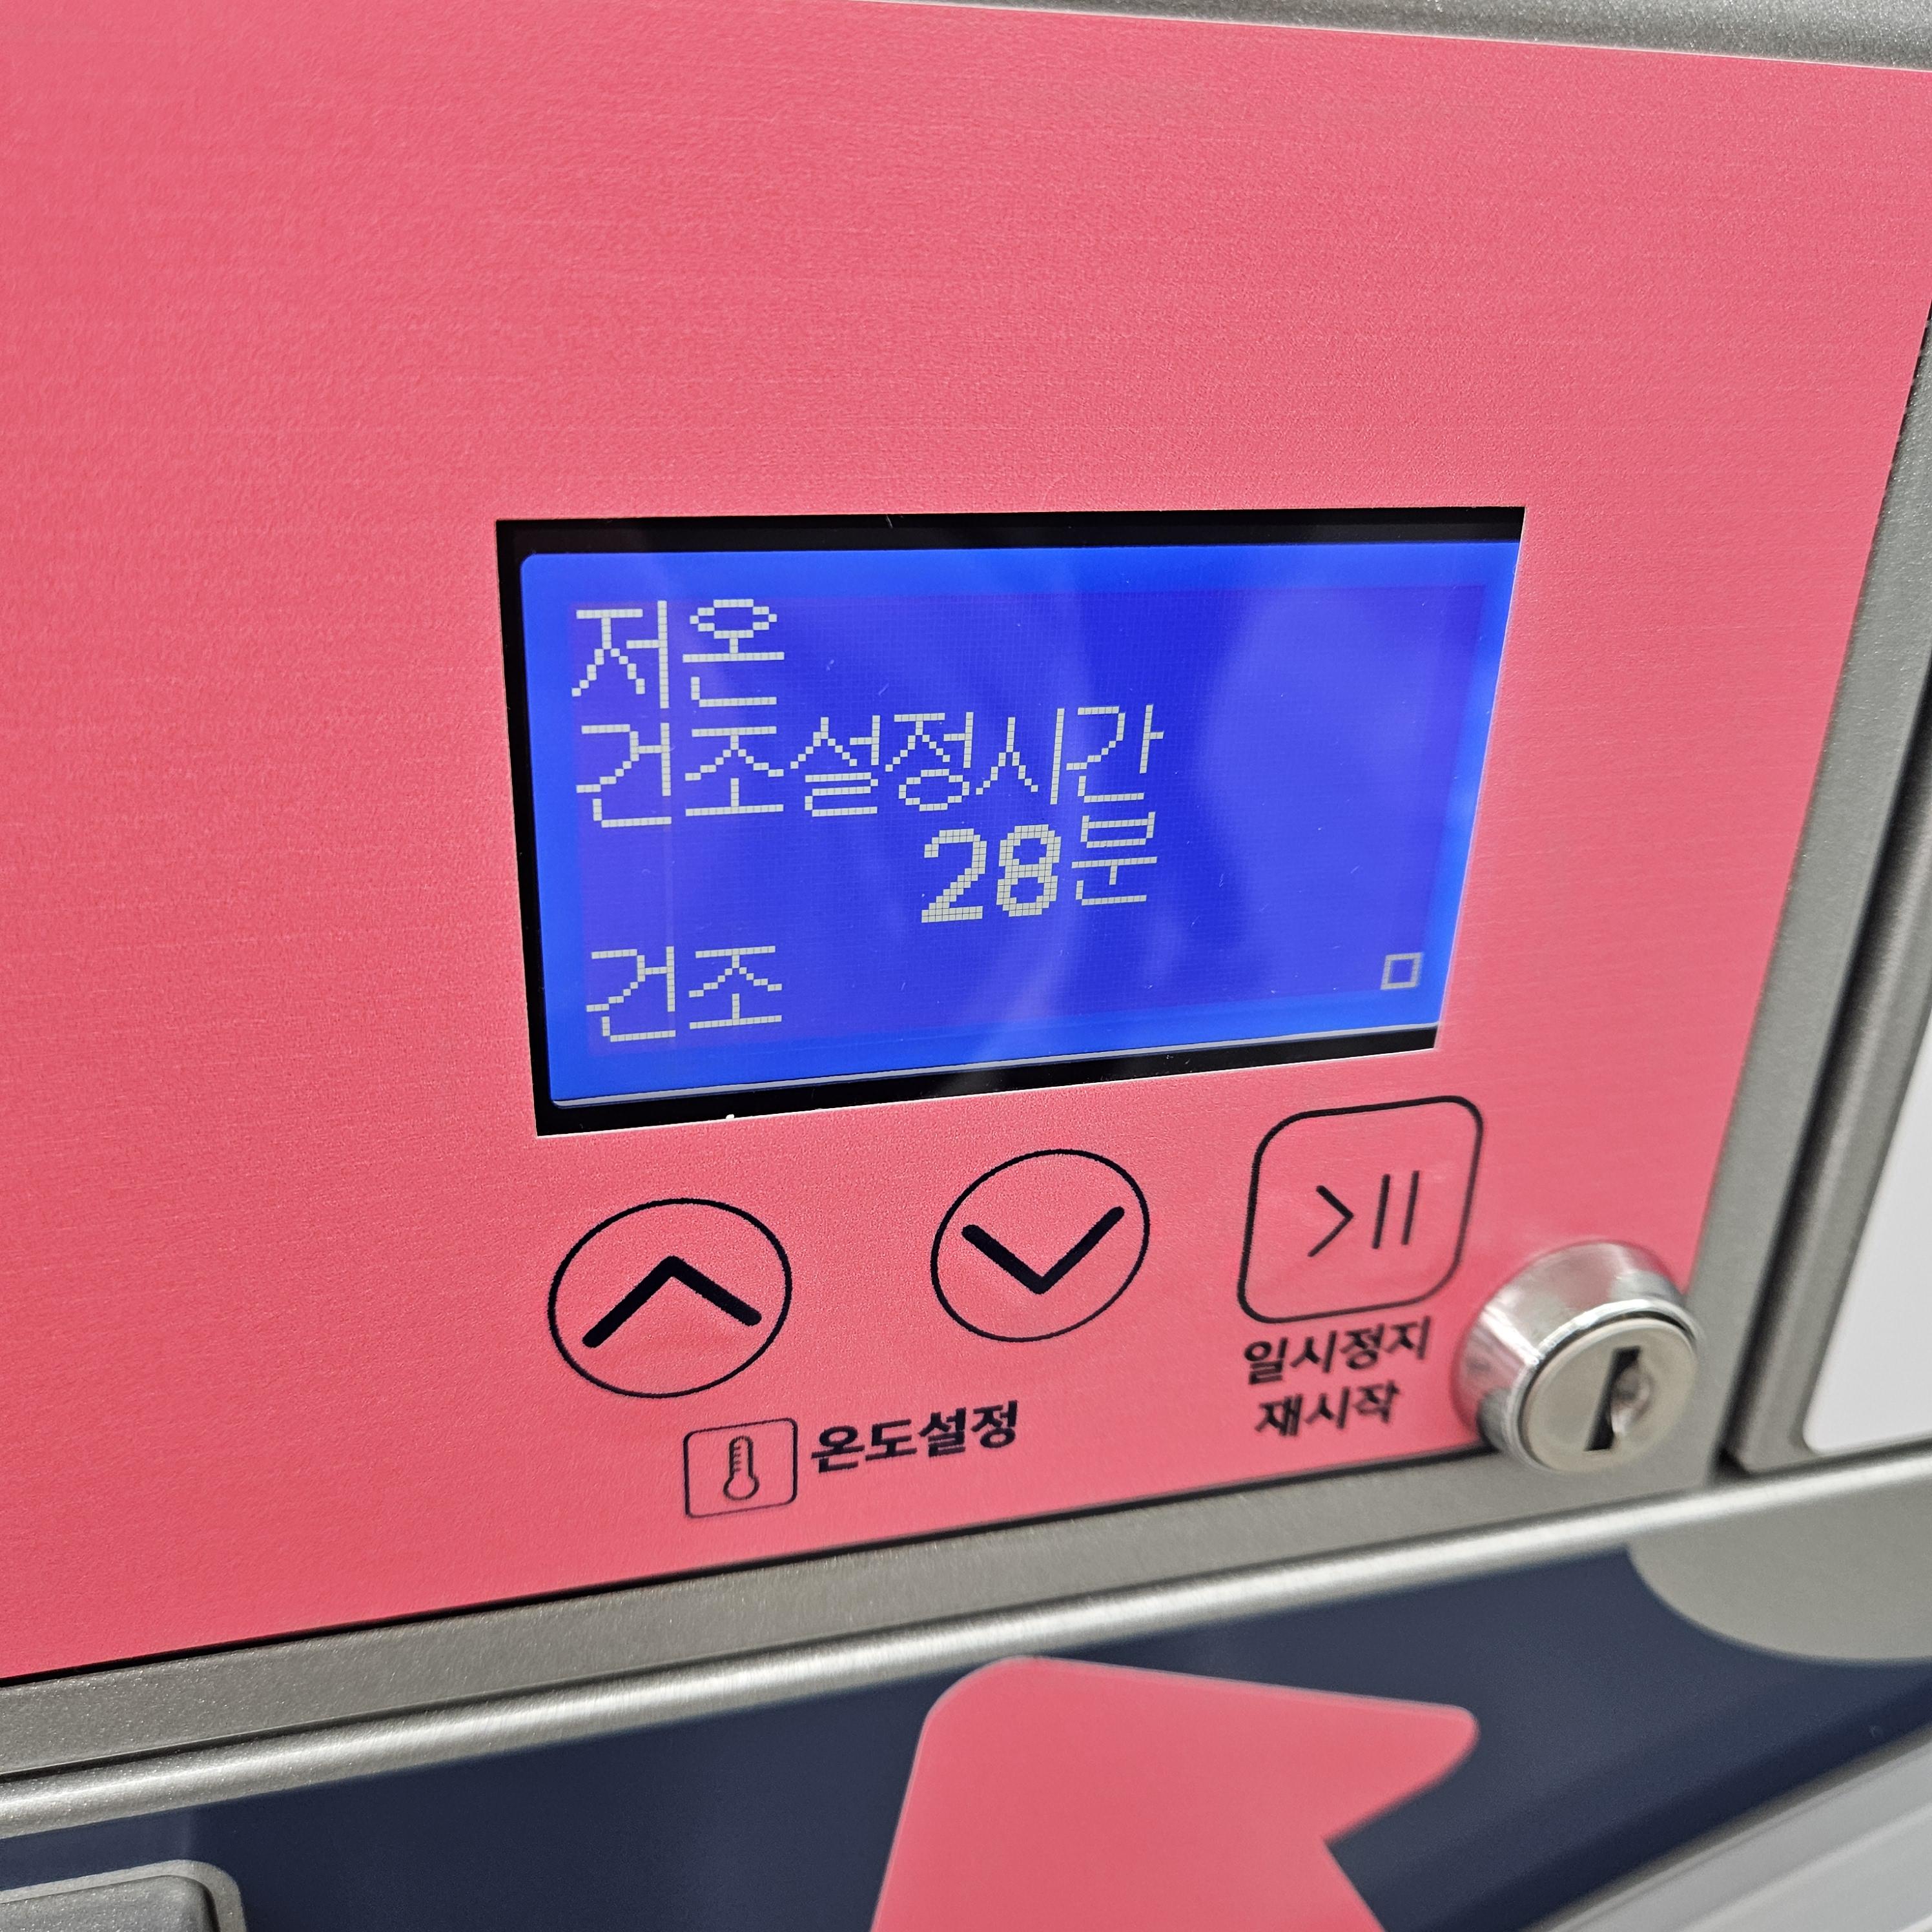 저온
건조설정시간
28분
건조
온도설정
일시정지
재시작